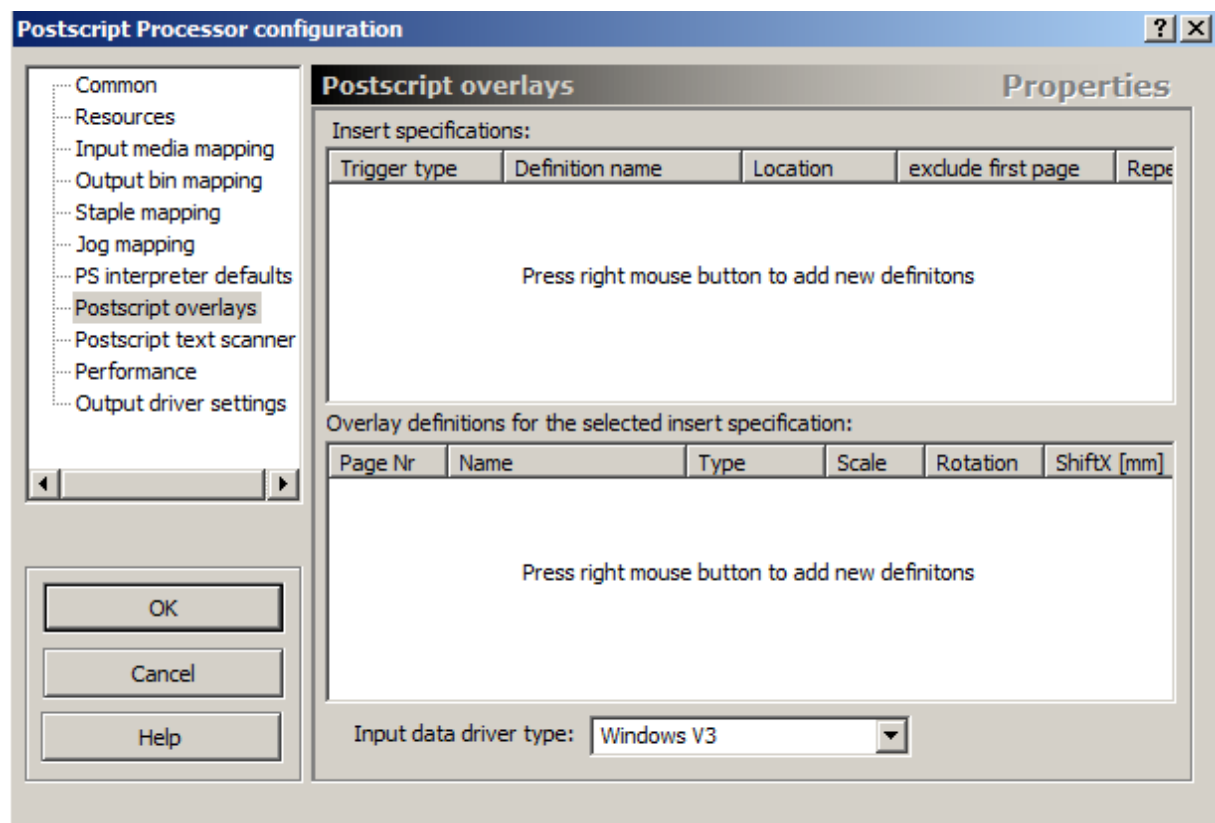 Postscript Processor configuration
Common
Resources
Input media mapping
Output bin mapping
Staple mapping
Jog mapping
PS interpreter defaults
Postscript overlays
Postscript text scanner
Performance
Output driver settings
OK
Cancel
Help
Postscript overlays Properties
Insert specifications:
Trigger type Definition name Location exclude first page Repe
Press right mouse button to add new definitons
Overlay definitions for the selected insert specification:
Page Nr Name Type Scale Rotation ShiftX [mm]
Press right mouse button to add new definitons
Input data driver type: Windows V3